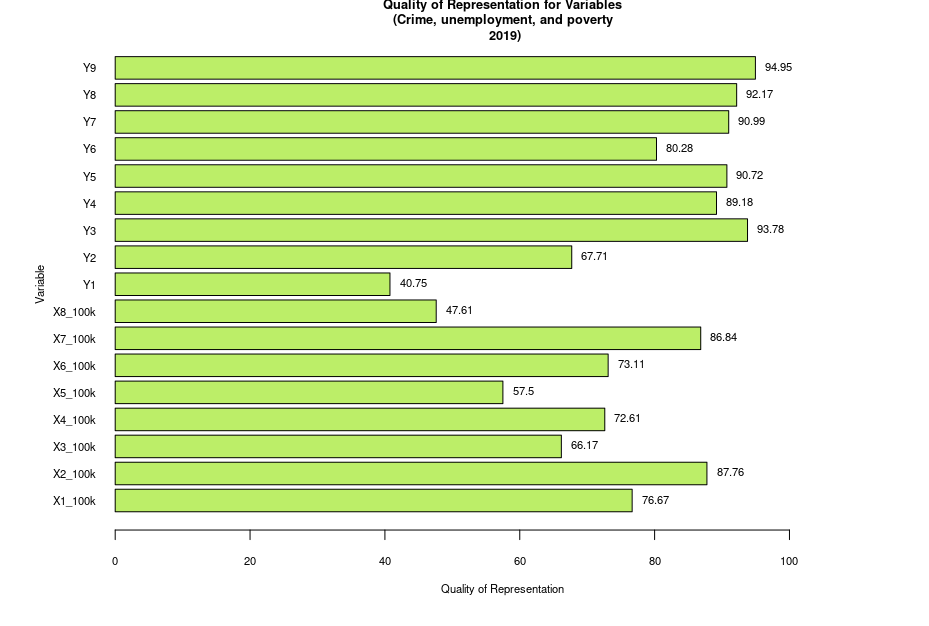 Quality of Representation for Variables
(Crime, unemployment, and poverty
2019)
Y9 94.95
Y8 92.17
Y7 90.99
Y6 80.28
Y5 90.72
Y4 89.18
Y3 93.78
Y2 67.71
Y1 40.75
Variable
X8_100k 47.61
X7_100k 86.84
X6_100k 73.11
X5_100k 57.5
X4_100k 72.61
X3_100k 66.17
X2_100k 87.76
X1_100k 76.67
0 20 40 60 80 100
Quality of Representation